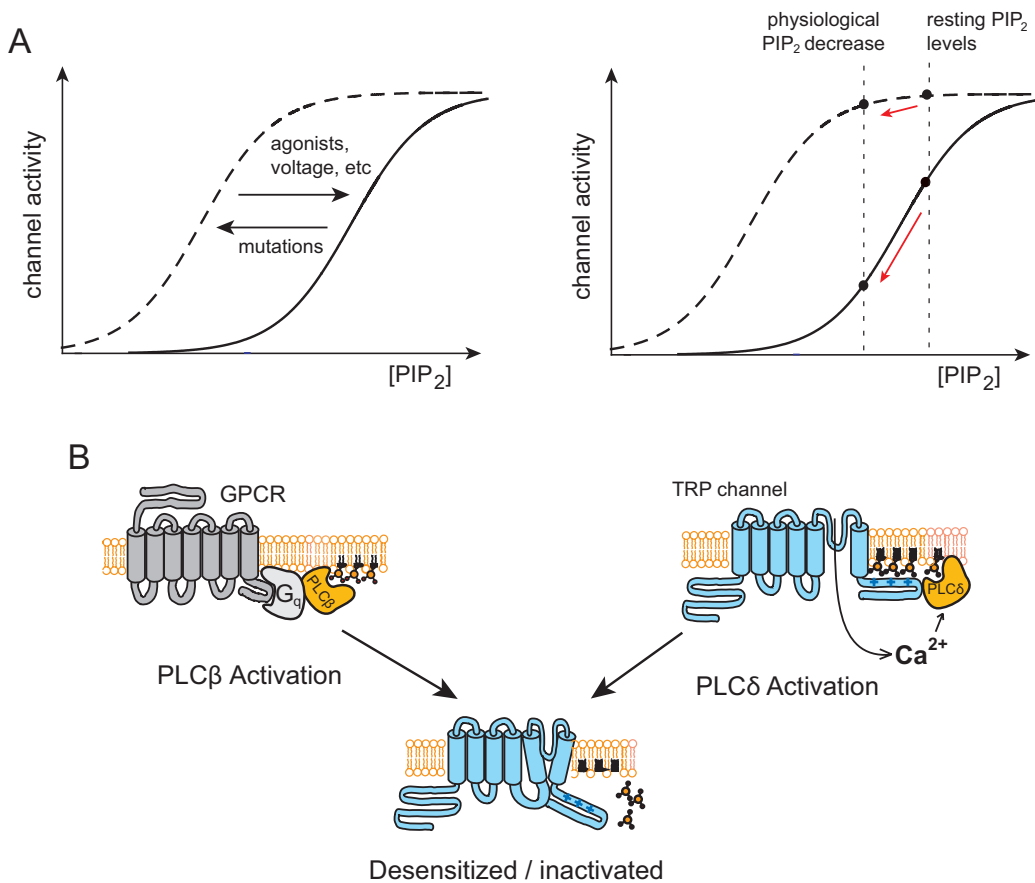 A
channel activity
agonists,
voltage, etc
mutations
[PIP₂]
physiological
PIP₂ decrease
resting PIP₂
levels
channel activity
[PIP₂]
B
GPCR
Gq
PLCβ
PLCβ Activation
TRP channel
+ + +
PLCδ
Ca²⁺
PLCδ Activation
+ + +
Desensitized / inactivated